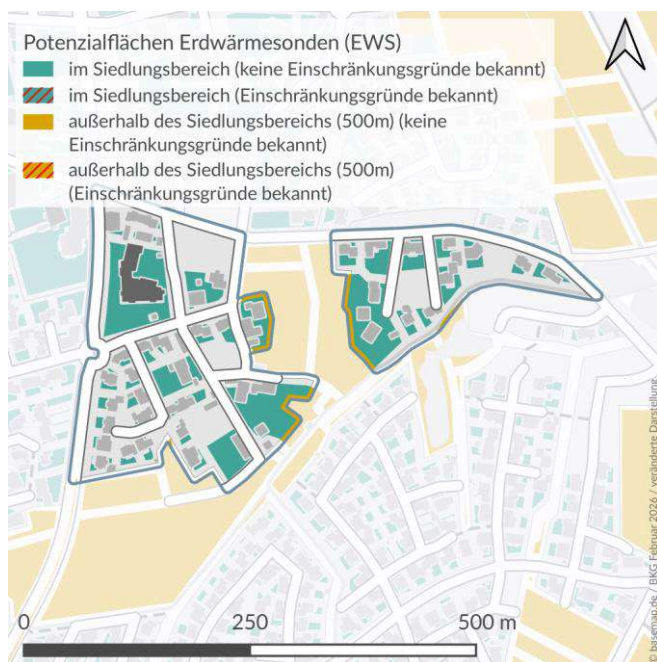 Potenzialflächen Erdwärmesonden (EWS)
im Siedlungsbereich (keine Einschränkungsgründe bekannt)
im Siedlungsbereich (Einschränkungsgründe bekannt)
außerhalb des Siedlungsbereichs (500m) (keine
Einschränkungsgründe bekannt)
außerhalb des Siedlungsbereichs (500m)
(Einschränkungsgründe bekannt)
0 250 500 m
© basemap.de / BKG Februar 2026 / veränderte Darstellung